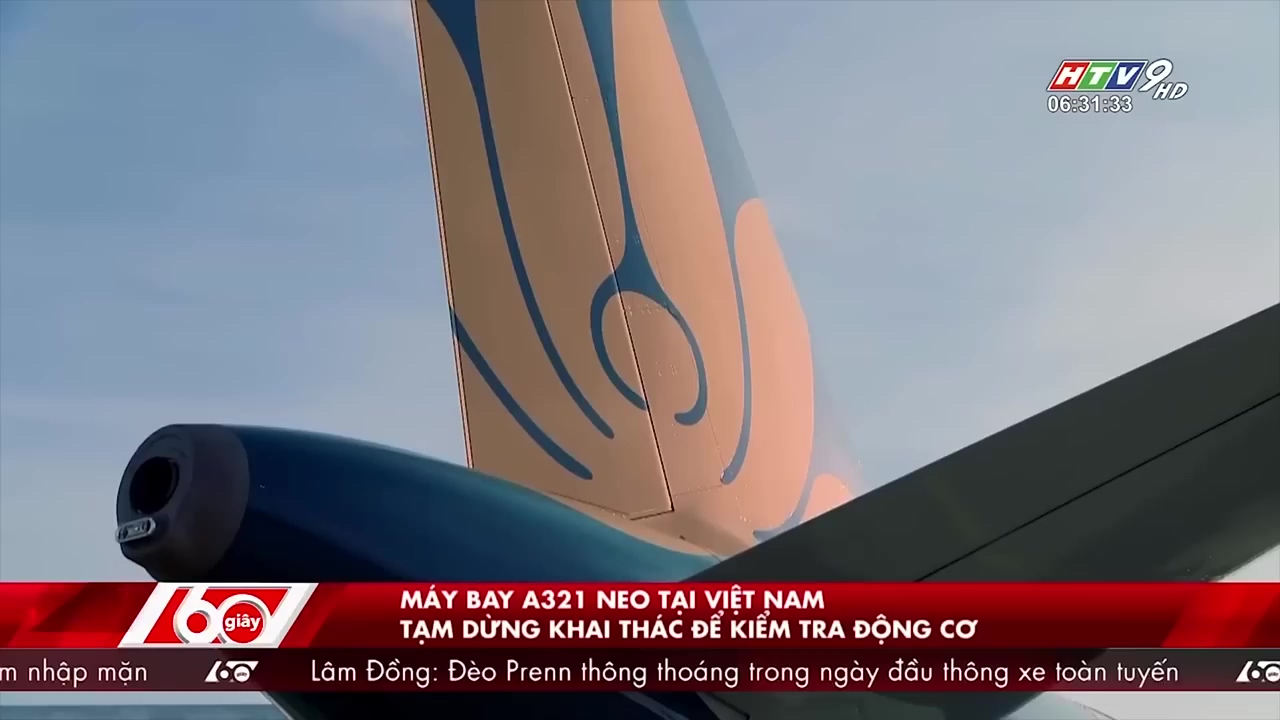 HTV9 HD
06:31:33
60 giây
MÁY BAY A321 NEO TẠI VIỆT NAM
TẠM DỪNG KHAI THÁC ĐỂ KIỂM TRA ĐỘNG CƠ
m nhập mặn 60 giây Lâm Đồng: Đèo Prenn thông thoáng trong ngày đầu thông xe toàn tuyến 60